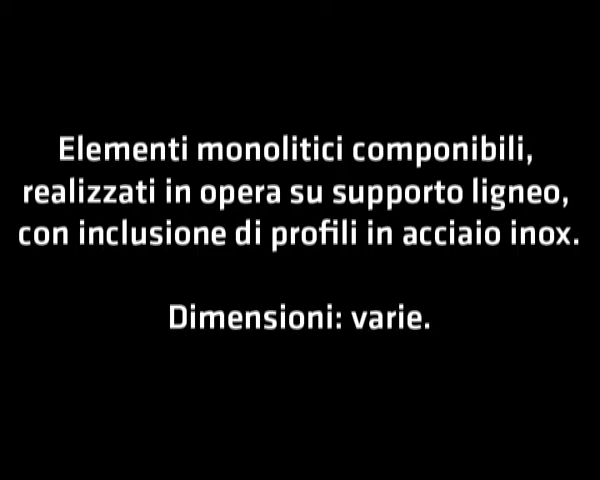 Elementi monolitici componibili,
realizzati in opera su supporto ligneo,
con inclusione di profili in acciaio inox.
Dimensioni: varie.